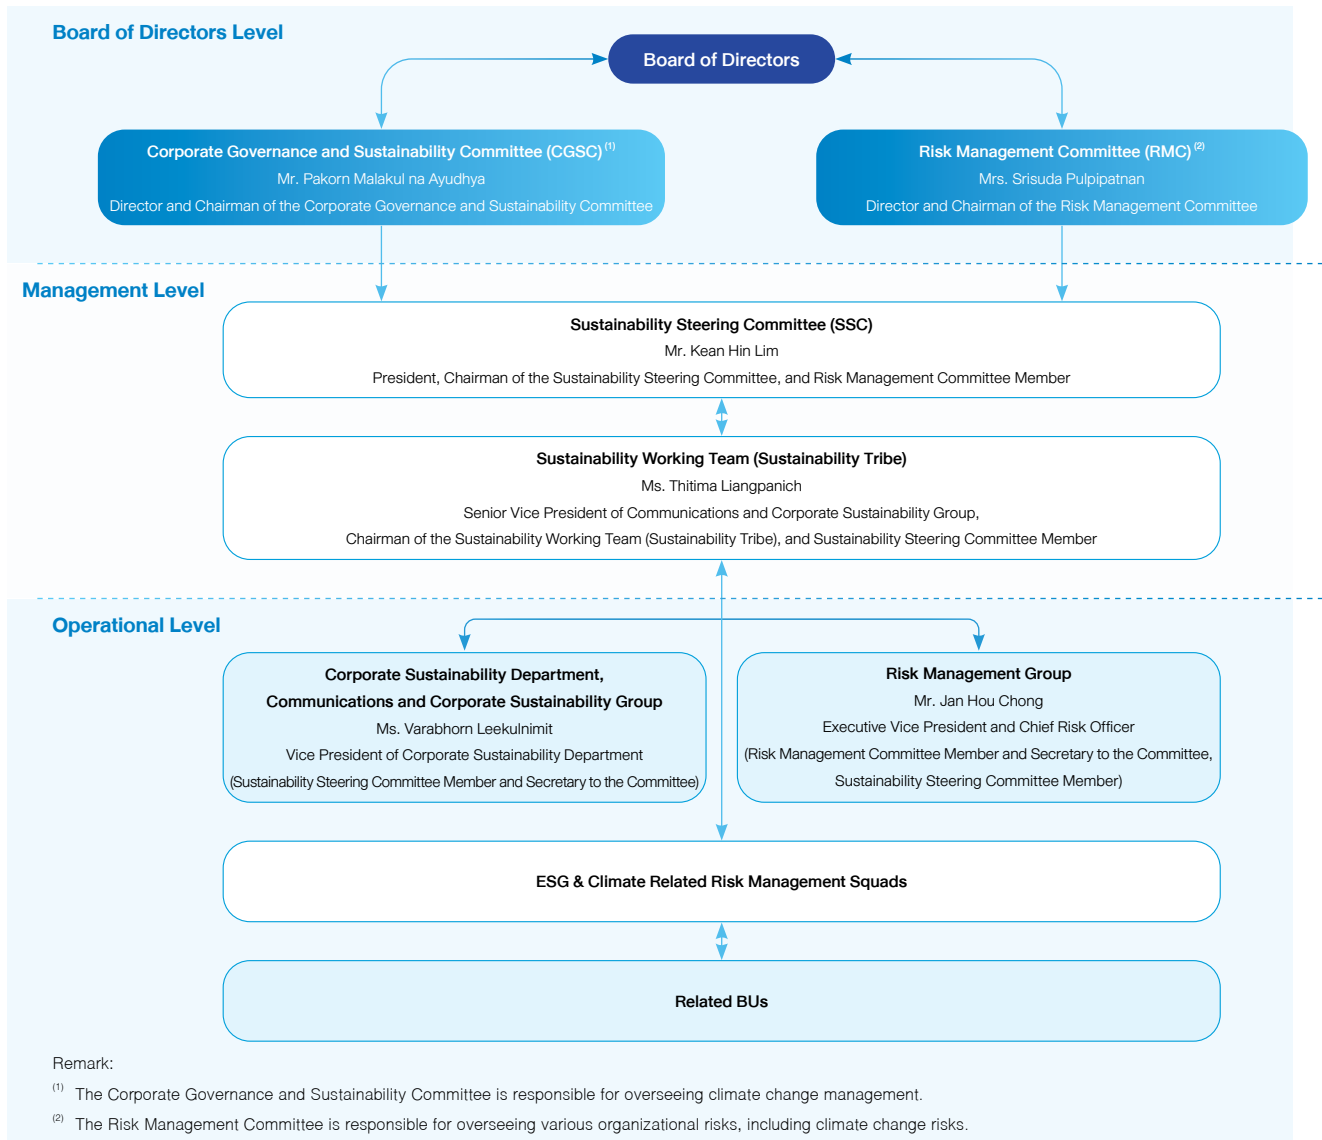 Board of Directors Level
Board of Directors
Corporate Governance and Sustainability Committee (CGSC) (1)
Mr. Pakorn Malakul na Ayudhya
Director and Chairman of the Corporate Governance and Sustainability Committee
Risk Management Committee (RMC) (2)
Mrs. Srisuda Pulpipatnan
Director and Chairman of the Risk Management Committee
Management Level
Sustainability Steering Committee (SSC)
Mr. Kean Hin Lim
President, Chairman of the Sustainability Steering Committee, and Risk Management Committee Member
Sustainability Working Team (Sustainability Tribe)
Ms. Thitima Liangpanich
Senior Vice President of Communications and Corporate Sustainability Group,
Chairman of the Sustainability Working Team (Sustainability Tribe), and Sustainability Steering Committee Member
Operational Level
Corporate Sustainability Department,
Communications and Corporate Sustainability Group
Ms. Varabhorn Leekulnimit
Vice President of Corporate Sustainability Department
(Sustainability Steering Committee Member and Secretary to the Committee)
Risk Management Group
Mr. Jan Hou Chong
Executive Vice President and Chief Risk Officer
(Risk Management Committee Member and Secretary to the Committee,
Sustainability Steering Committee Member)
ESG & Climate Related Risk Management Squads
Related BUs
Remark:
(1) The Corporate Governance and Sustainability Committee is responsible for overseeing climate change management.
(2) The Risk Management Committee is responsible for overseeing various organizational risks, including climate change risks.